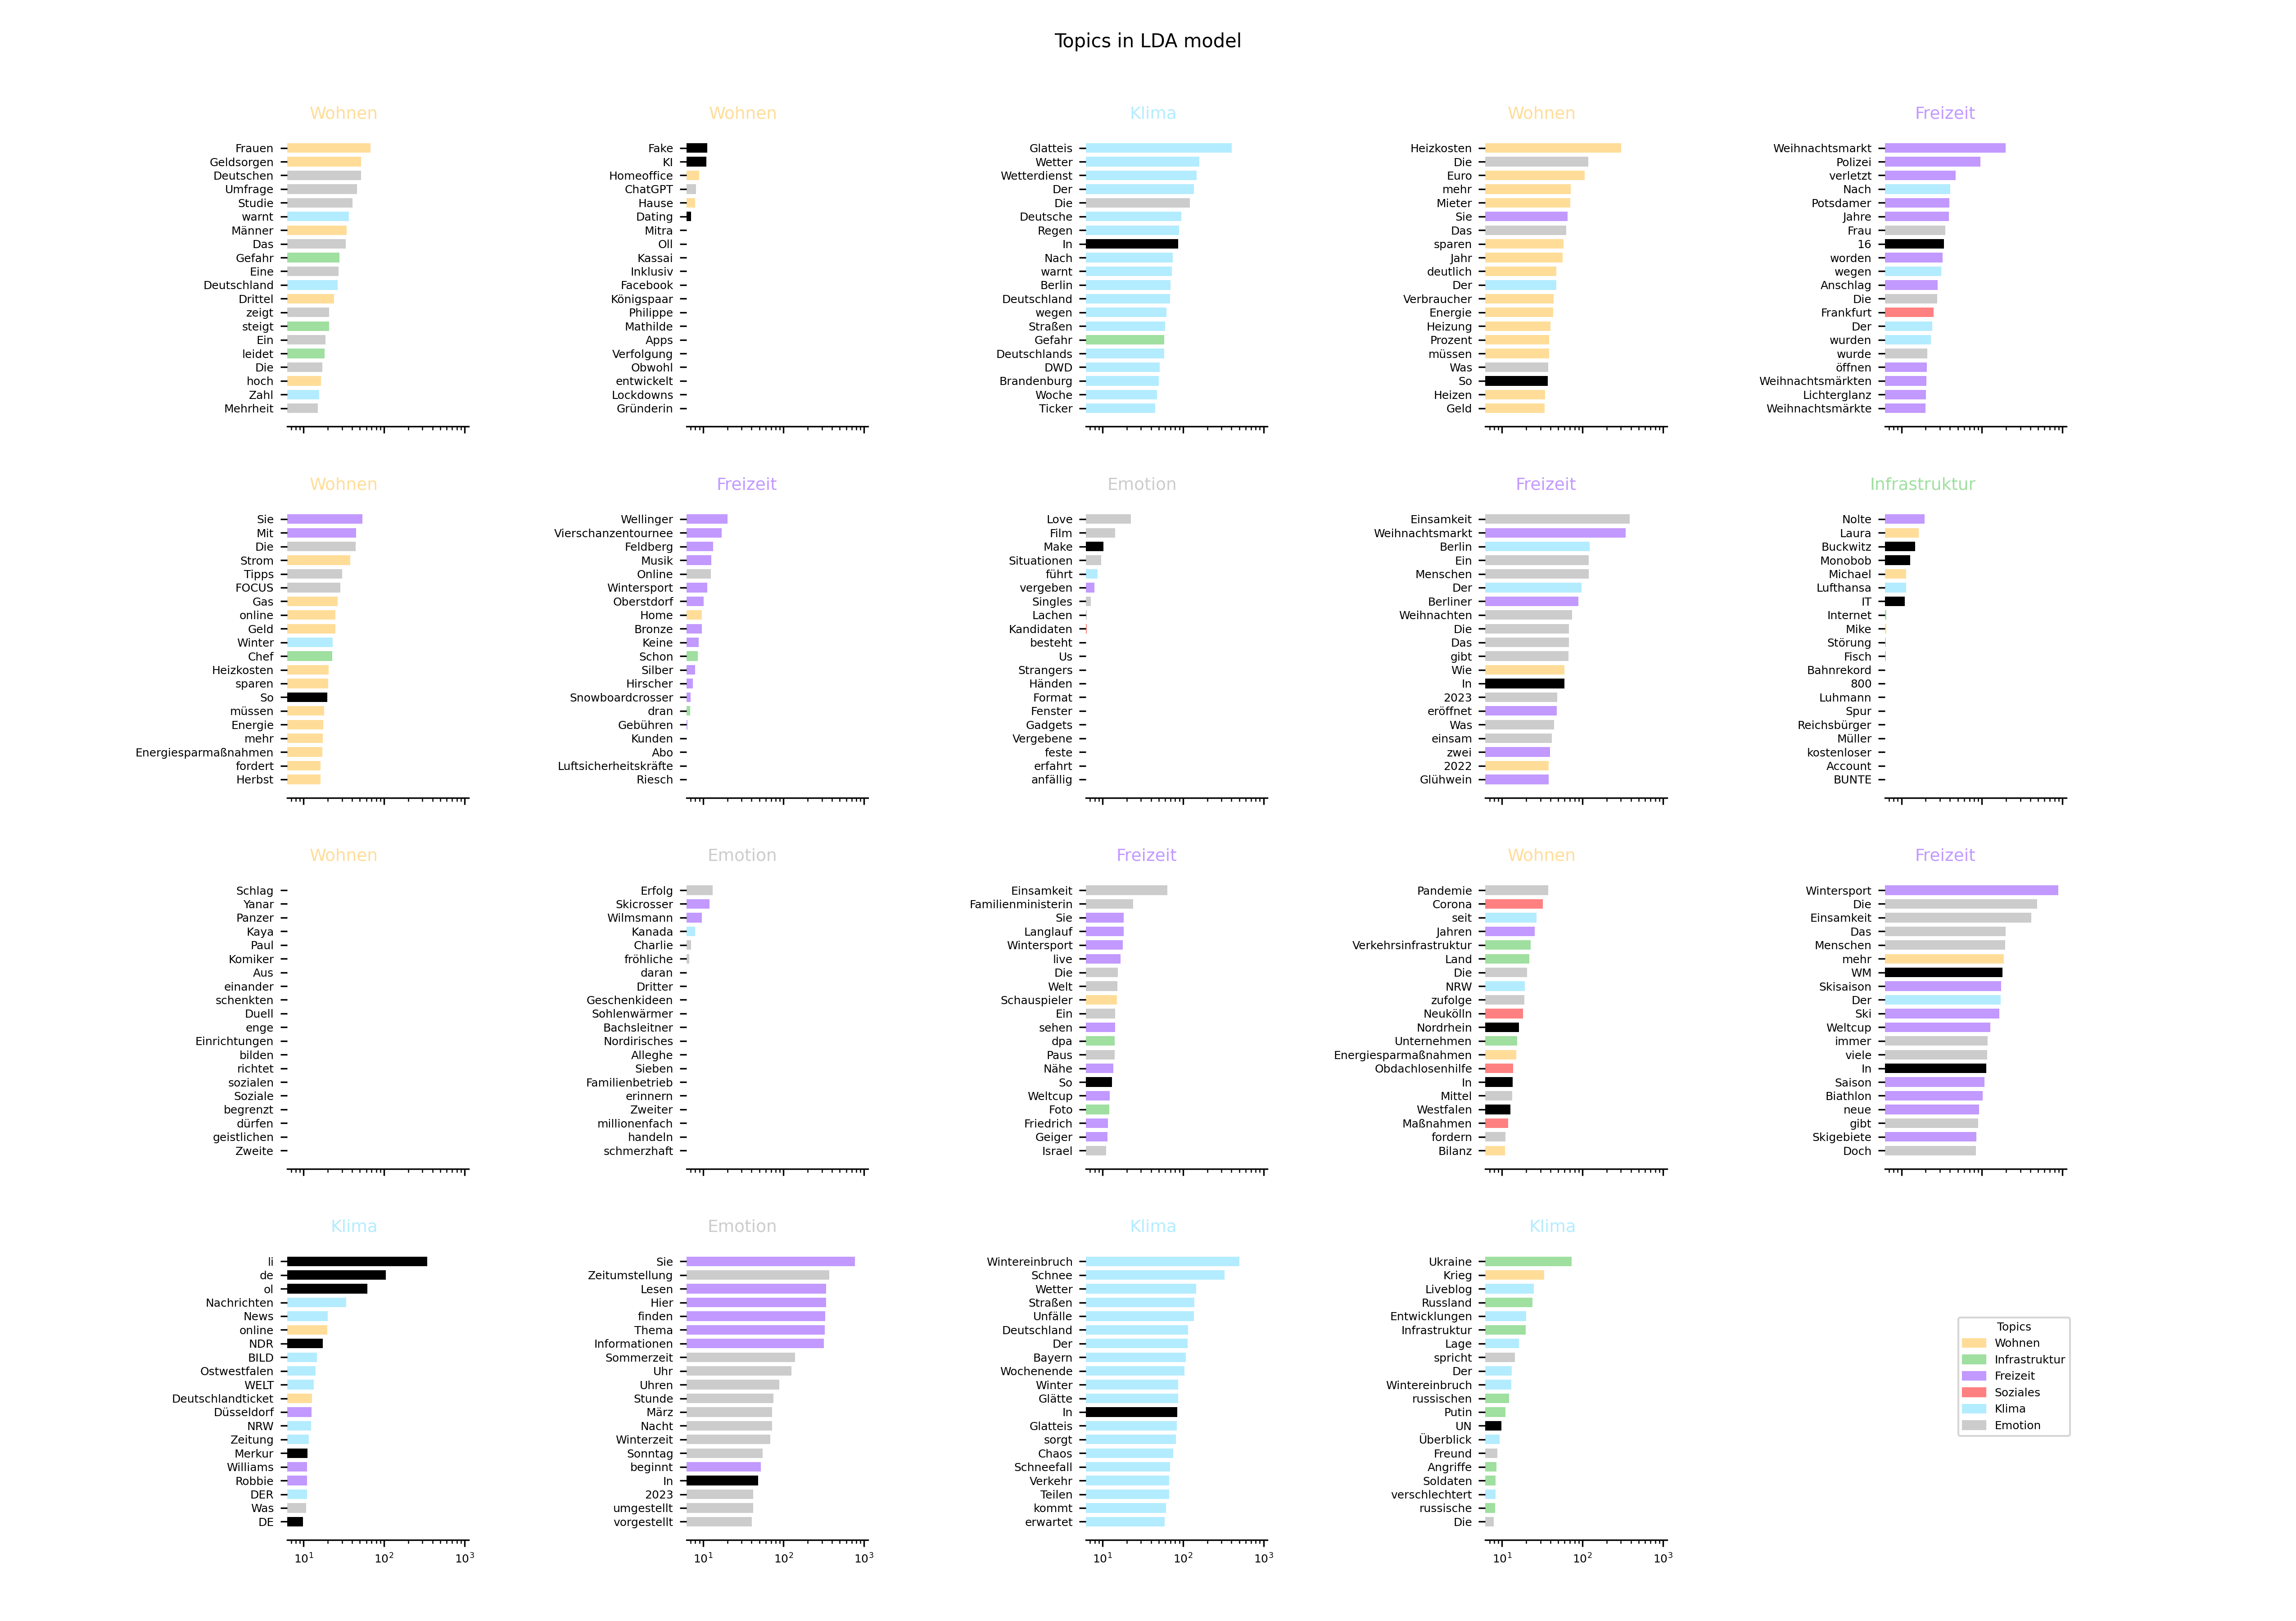 Topics in LDA model
Wohnen
Frauen
Geldsorgen
Deutschen
Umfrage
Studie
warnt
Männer
Das
Gefahr
Eine
Deutschland
Drittel
zeigt
steigt
Ein
leidet
Die
hoch
Zahl
Mehrheit
Wohnen
Fake
KI
Homeoffice
ChatGPT
Hause
Dating
Mitra
Oll
Kassai
Inklusiv
Facebook
Königspaar
Philippe
Mathilde
Apps
Verfolgung
Obwohl
entwickelt
Lockdowns
Gründerin
Klima
Glatteis
Wetter
Wetterdienst
Der
Die
Deutsche
Regen
In
Nach
warnt
Berlin
Deutschland
wegen
Straßen
Gefahr
Deutschlands
DWD
Brandenburg
Woche
Ticker
Wohnen
Heizkosten
Die
Euro
mehr
Mieter
Sie
Das
sparen
Jahr
deutlich
Der
Verbraucher
Energie
Heizung
Prozent
müssen
Was
So
Heizen
Geld
Freizeit
Weihnachtsmarkt
Polizei
verletzt
Nach
Potsdamer
Jahre
Frau
16
worden
wegen
Anschlag
Die
Frankfurt
Der
wurden
wurde
öffnen
Weihnachtsmärkten
Lichterglanz
Weihnachtsmärkte
Wohnen
Sie
Mit
Die
Strom
Tipps
FOCUS
Gas
online
Geld
Winter
Chef
Heizkosten
sparen
So
müssen
Energie
mehr
Energiesparmaßnahmen
fordert
Herbst
Freizeit
Wellinger
Vierschanzentournee
Feldberg
Musik
Online
Wintersport
Oberstdorf
Home
Bronze
Keine
Schon
Silber
Hirscher
Snowboardcrosser
dran
Gebühren
Kunden
Abo
Luftsicherheitskräfte
Riesch
Emotion
Love
Film
Make
Situationen
führt
vergeben
Singles
Lachen
Kandidaten
besteht
Us
Strangers
Händen
Format
Fenster
Gadgets
Vergebene
feste
erfahrt
anfällig
Freizeit
Einsamkeit
Weihnachtsmarkt
Berlin
Ein
Menschen
Der
Berliner
Weihnachten
Die
Das
gibt
Wie
In
2023
eröffnet
Was
einsam
zwei
2022
Glühwein
Infrastruktur
Nolte
Laura
Buckwitz
Monobob
Michael
Lufthansa
IT
Internet
Mike
Störung
Fisch
Bahnrekord
800
Luhmann
Spur
Reichsbürger
Müller
kostenloser
Account
BUNTE
Wohnen
Schlag
Yanar
Panzer
Kaya
Paul
Komiker
Aus
einander
schenkten
Duell
enge
Einrichtungen
bilden
richtet
sozialen
Soziale
begrenzt
dürfen
geistlichen
Zweite
Emotion
Erfolg
Skicrosser
Wilmsmann
Kanada
Charlie
fröhliche
daran
Dritter
Geschenkideen
Sohlenwärmer
Bachsleitner
Nordirisches
Alleghe
Sieben
Familienbetrieb
erinnern
Zweiter
millionenfach
handeln
schmerzhaft
Freizeit
Einsamkeit
Familienministerin
Sie
Langlauf
Wintersport
live
Die
Welt
Schauspieler
Ein
sehen
dpa
Paus
Nähe
So
Weltcup
Foto
Friedrich
Geiger
Israel
Wohnen
Pandemie
Corona
seit
Jahren
Verkehrsinfrastruktur
Land
Die
NRW
zufolge
Neukölln
Nordrhein
Unternehmen
Energiesparmaßnahmen
Obdachlosenhilfe
In
Mittel
Westfalen
Maßnahmen
fordern
Bilanz
Freizeit
Wintersport
Die
Einsamkeit
Das
Menschen
mehr
WM
Skisaison
Der
Ski
Weltcup
immer
viele
In
Saison
Biathlon
neue
gibt
Skigebiete
Doch
Klima
li
de
ol
Nachrichten
News
online
NDR
BILD
Ostwestfalen
WELT
Deutschlandticket
Düsseldorf
NRW
Zeitung
Merkur
Williams
Robbie
DER
Was
DE
10¹ 10² 10³
Emotion
Sie
Zeitumstellung
Lesen
Hier
finden
Thema
Informationen
Sommerzeit
Uhr
Uhren
Stunde
März
Nacht
Winterzeit
Sonntag
beginnt
In
2023
umgestellt
vorgestellt
10¹ 10² 10³
Klima
Wintereinbruch
Schnee
Wetter
Straßen
Unfälle
Deutschland
Der
Bayern
Wochenende
Winter
Glätte
In
Glatteis
sorgt
Chaos
Schneefall
Verkehr
Teilen
kommt
erwartet
10¹ 10² 10³
Klima
Ukraine
Krieg
Liveblog
Russland
Entwicklungen
Infrastruktur
Lage
spricht
Der
Wintereinbruch
russischen
Putin
UN
Überblick
Freund
Angriffe
Soldaten
verschlechtert
russische
Die
10¹ 10² 10³
Topics
Wohnen
Infrastruktur
Freizeit
Soziales
Klima
Emotion